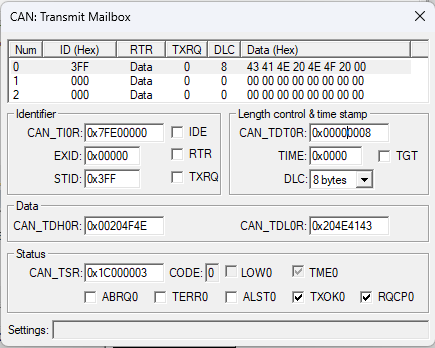 CAN: Transmit Mailbox
Num ID (Hex) RTR TXRQ DLC Data (Hex)
0 3FF Data 0 8 43 41 4E 20 4E 4F 20 00
1 000 Data 0 0 00 00 00 00 00 00 00 00
2 000 Data 0 0 00 00 00 00 00 00 00 00
Identifier
CAN_TI0R: 0x7FE00000 IDE
EXID: 0x00000 RTR
STID: 0x3FF TXRQ
Length control & time stamp
CAN_TDT0R: 0x00000008
TIME: 0x0000 TGT
DLC: 8 bytes
Data
CAN_TDH0R: 0x00204F4E CAN_TDL0R: 0x204E4143
Status
CAN_TSR: 0x1C000003 CODE: 0 LOW0 TME0
ABRQ0 TERR0 ALST0 TXOK0 RQCP0
Settings: